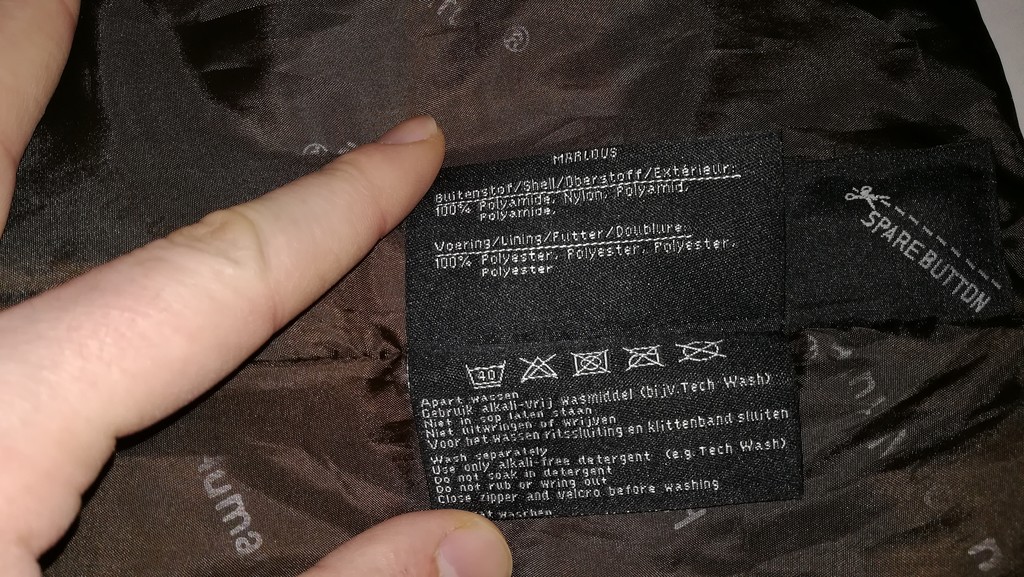 MARLOUS
Buitenstof/Shell/Oberstoff/Extérieur.
100% Polyamide, Nylon, Polyamid,
Polyamide.
Voering/Lining/Futter/Doublure.
100% Polyester, Polyester, Polyester,
Polyester
40
Apart wassen
Gebruik alkali-vrij wasmiddel (bijv.Tech Wash)
Niet in sop laten staan
Niet uitwringen of wrijven
Voor het wassen ritssluiting en klittenband sluiten
Wash separately
Use only alkali-free detergent (e.g.Tech Wash)
Do not soak in detergent
Do not rub or wring out
Close zipper and velcro before washing
waschen
SPARE BUTTON
®